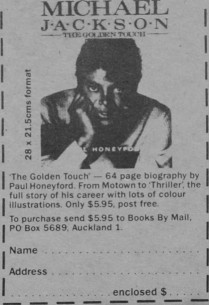 MICHAEL
J·A·C·K·S·O·N
THE GOLDEN TOUCH
HONEYFO
28 x 21.5cms format
'The Golden Touch' — 64 page biography by
Paul Honeyford. From Motown to 'Thriller', the
full story of his career with lots of colour
illustrations. Only $5.95, post free.
To purchase send $5.95 to Books By Mail,
PO Box 5689, Auckland 1.
Name
Address
enclosed $